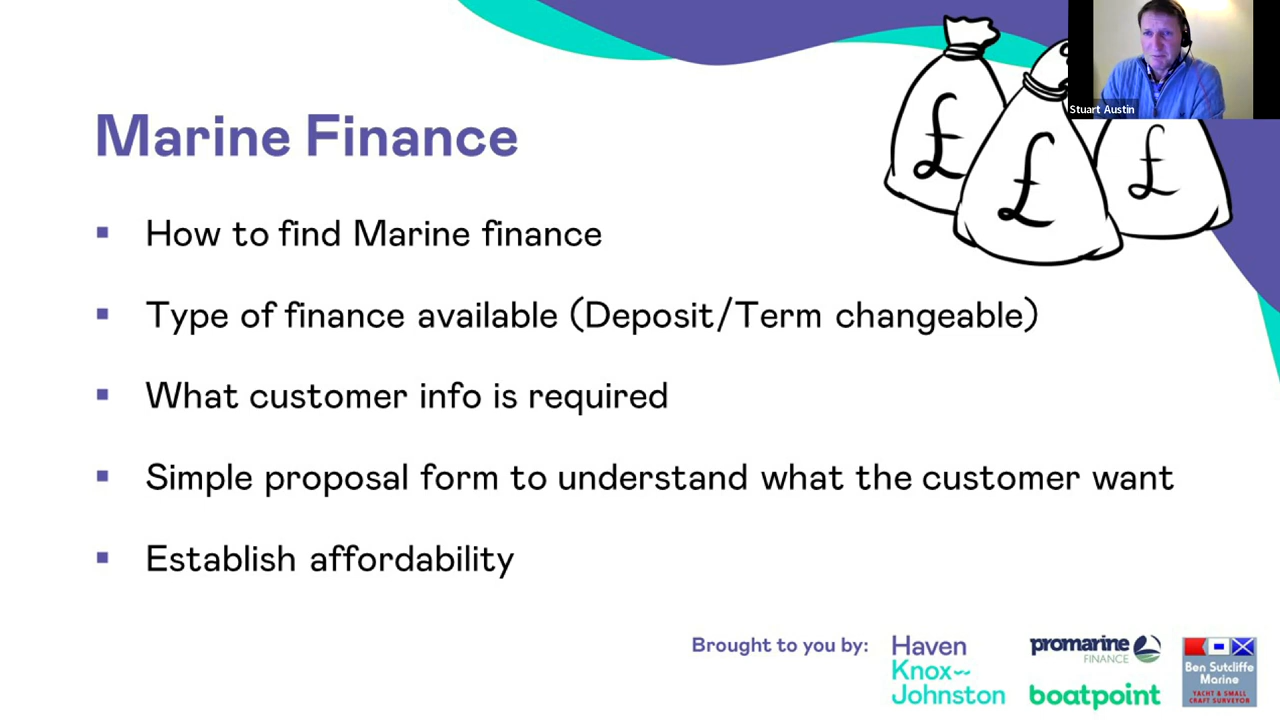 Stuart Austin
£
£
£
Marine Finance
How to find Marine finance
Type of finance available (Deposit/Term changeable)
What customer info is required
Simple proposal form to understand what the customer want
Establish affordability
Brought to you by:
Haven
Knox~
Johnston
promarine
FINANCE
boatpoint
Ben Sutcliffe
Marine
YACHT & SMALL
CRAFT SURVEYOR